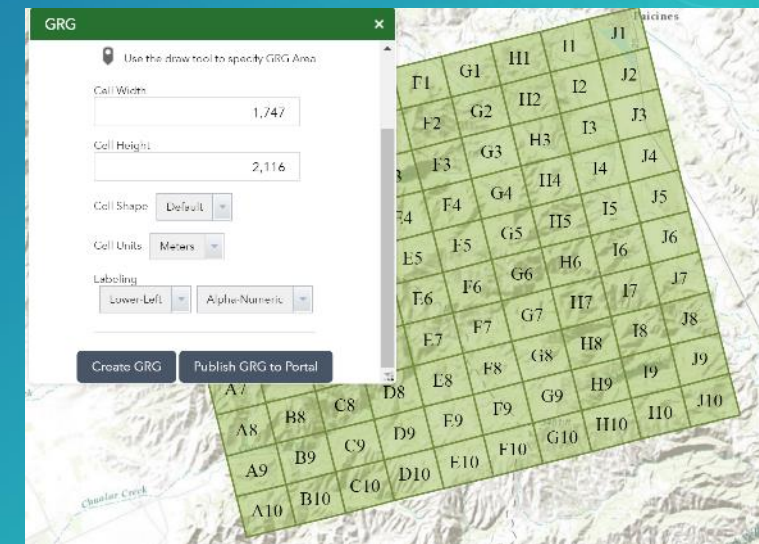 GRG ×
Use the draw tool to specify GRG Area
Cell Width
1,747
Cell Height
2,116
Cell Shape Default
Cell Units Meters
Labeling
Lower-Left Alpha-Numeric
Create GRG Publish GRG to Portal
F1 G1 H1 I1 J1
F2 G2 H2 I2 J2
F3 G3 H3 I3 J3
F4 G4 H4 I4 J4
E5 F5 G5 H5 I5 J5
E6 F6 G6 H6 I6 J6
E7 F7 G7 H7 I7 J7
A7 D8 E8 F8 G8 H8 I8 J8
A8 B8 C8 D9 E9 F9 G9 H9 I9 J9
A9 B9 C9 D10 E10 F10 G10 H10 I10 J10
A10 B10 C10